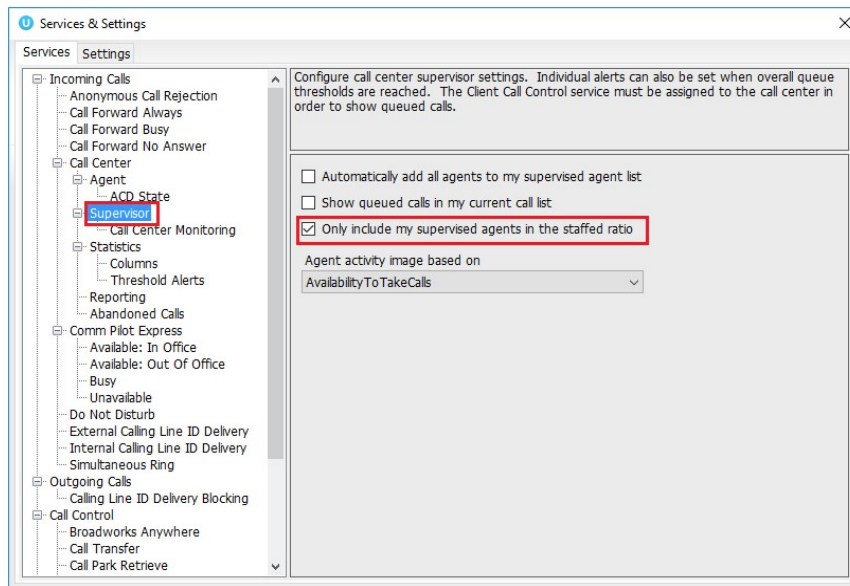 Services & Settings
Services
Settings
Incoming Calls
Anonymous Call Rejection
Call Forward Always
Call Forward Busy
Call Forward No Answer
Call Center
Agent
ACD State
Supervisor
Call Center Monitoring
Statistics
Columns
Threshold Alerts
Reporting
Abandoned Calls
Comm Pilot Express
Available: In Office
Available: Out Of Office
Busy
Unavailable
Do Not Disturb
External Calling Line ID Delivery
Internal Calling Line ID Delivery
Simultaneous Ring
Outgoing Calls
Calling Line ID Delivery Blocking
Call Control
Broadworks Anywhere
Call Transfer
Call Park Retrieve
Configure call center supervisor settings. Individual alerts can also be set when overall queue
thresholds are reached. The Client Call Control service must be assigned to the call center in
order to show queued calls.
Automatically add all agents to my supervised agent list
Show queued calls in my current call list
Only include my supervised agents in the staffed ratio
Agent activity image based on
AvailabilityToTakeCalls